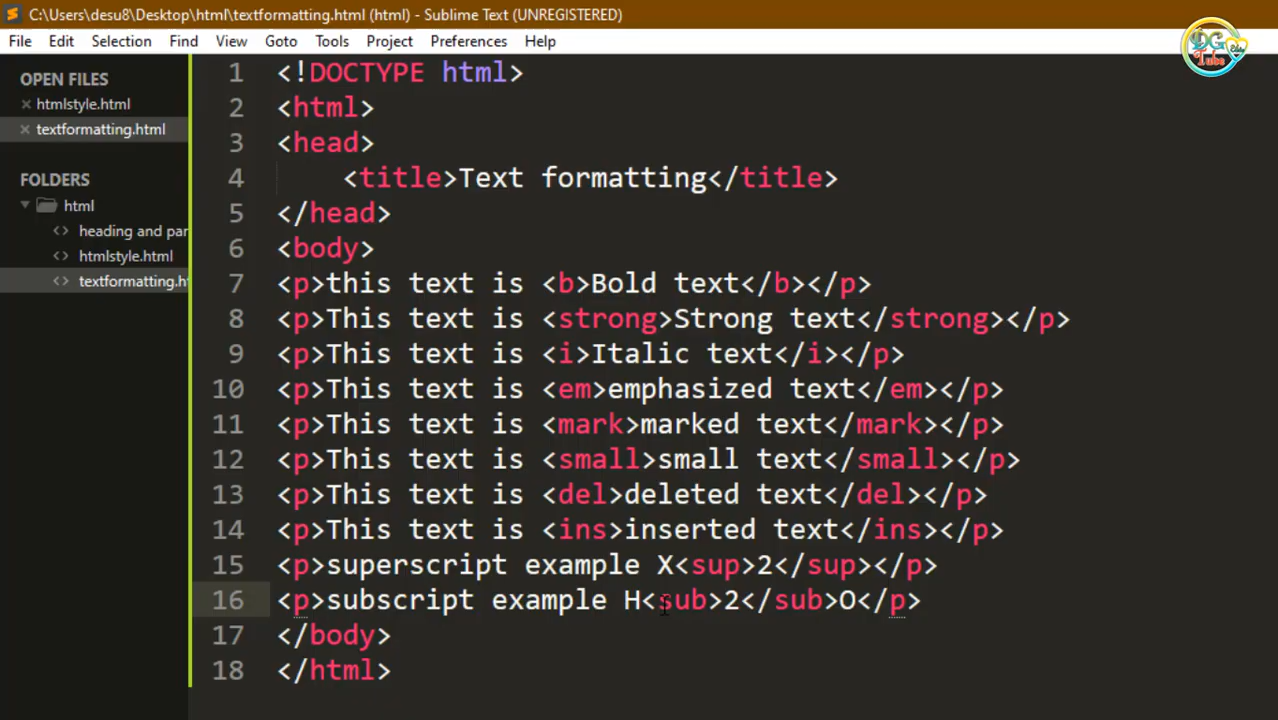 C:\Users\desu8\Desktop\html\textformatting.html (html) - Sublime Text (UNREGISTERED)
File Edit Selection Find View Goto Tools Project Preferences Help
DG
Tube
OPEN FILES
htmlstyle.html
textformatting.html
FOLDERS
html
heading and par
htmlstyle.html
textformatting.ht
1 <!DOCTYPE html>
2 <html>
3 <head>
4 <title>Text formatting</title>
5 </head>
6 <body>
7 <p>this text is <b>Bold text</b></p>
8 <p>This text is <strong>Strong text</strong></p>
9 <p>This text is <i>Italic text</i></p>
10 <p>This text is <em>emphasized text</em></p>
11 <p>This text is <mark>marked text</mark></p>
12 <p>This text is <small>small text</small></p>
13 <p>This text is <del>deleted text</del></p>
14 <p>This text is <ins>inserted text</ins></p>
15 <p>superscript example X<sup>2</sup></p>
16 <p>subscript example H<sub>2</sub>O</p>
17 </body>
18 </html>